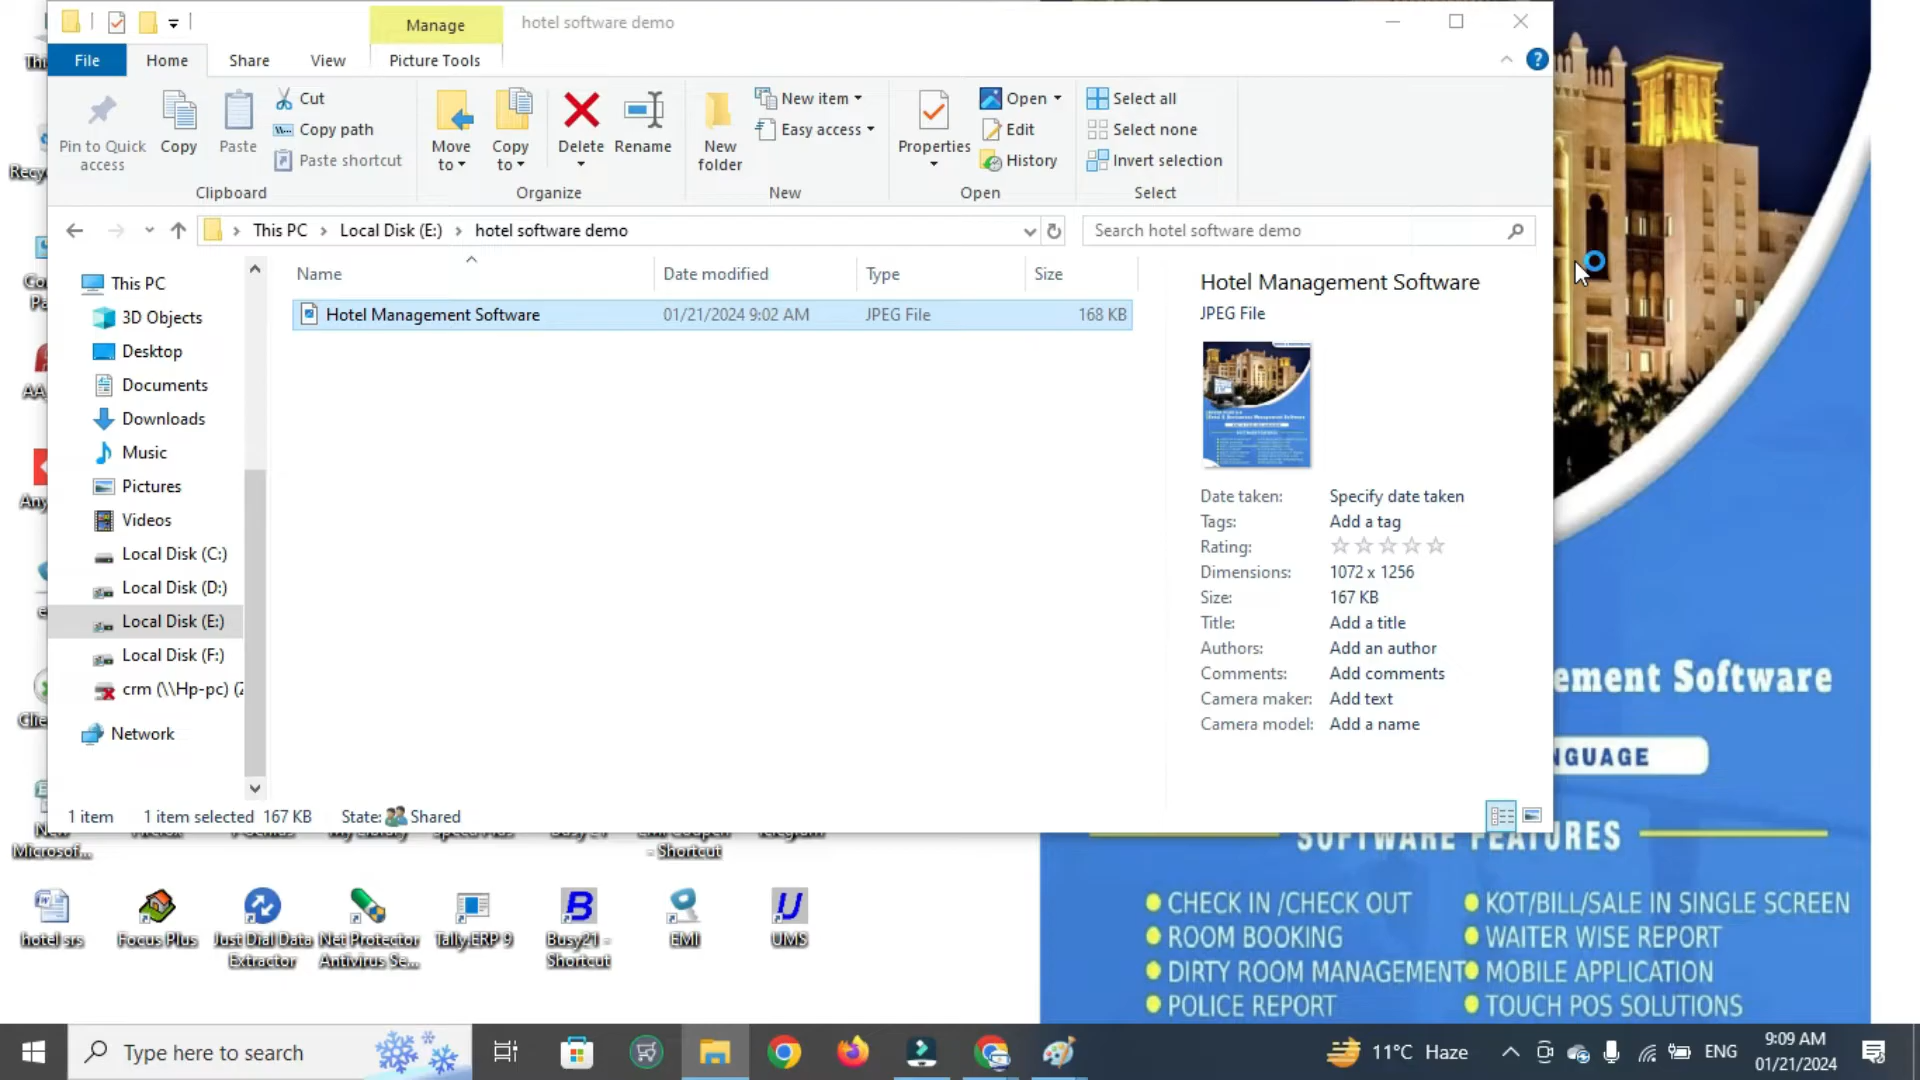 Manage
hotel software demo
File
Home
Share
View
Picture Tools
Pin to Quick access
Copy
Paste
Cut
Copy path
Paste shortcut
Clipboard
Move to
Copy to
Delete
Rename
Organize
New folder
New item
Easy access
New
Properties
Open
Edit
History
Open
Select all
Select none
Invert selection
Select
This PC
Local Disk (E:)
hotel software demo
Search hotel software demo
Name
Date modified
Type
Size
Hotel Management Software
01/21/2024 9:02 AM
JPEG File
168 KB
This PC
3D Objects
Desktop
Documents
Downloads
Music
Pictures
Videos
Local Disk (C:)
Local Disk (D:)
Local Disk (E:)
Local Disk (F:)
crm (\\Hp-pc) (
Network
Hotel Management Software
JPEG File
Date taken: Specify date taken
Tags: Add a tag
Rating:
Dimensions: 1072 x 1256
Size: 167 KB
Title: Add a title
Authors: Add an author
Comments: Add comments
Camera maker: Add text
Camera model: Add a name
1 item
1 item selected 167 KB
State: Shared
Microsof...
- Shortcut
hotel srs
Focus Plus
Just Dial Data Extractor
Net Protector Antivirus Se...
Tally.ERP 9
Busy21 - Shortcut
EMI
UMS
ement Software
NGUAGE
SOFTWARE FEATURES
CHECK IN /CHECK OUT
ROOM BOOKING
DIRTY ROOM MANAGEMENT
POLICE REPORT
KOT/BILL/SALE IN SINGLE SCREEN
WAITER WISE REPORT
MOBILE APPLICATION
TOUCH POS SOLUTIONS
Type here to search
11°C Haze
ENG
9:09 AM
01/21/2024